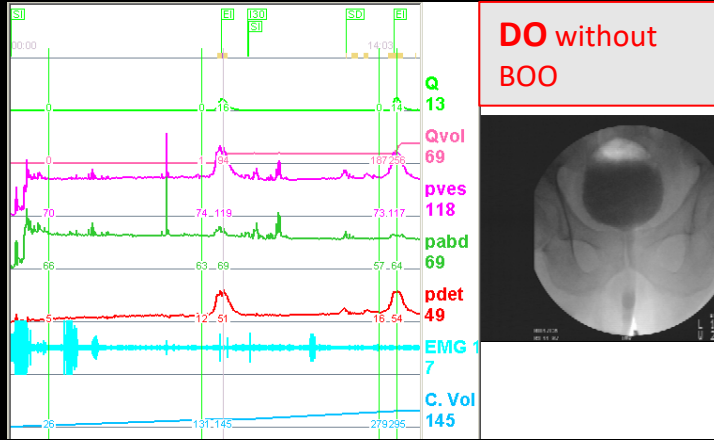 SI
EI
I30
SI
SD
EI
00:00
14:03
DO without
BOO
0
0
16
0
14
Q
13
0
1
94
187
256
Qvol
69
70
74
119
73
117
pves
118
66
63
69
57
64
pabd
69
5
12
51
16
54
pdet
49
EMG 1
7
26
131
145
279
295
C. Vol
145